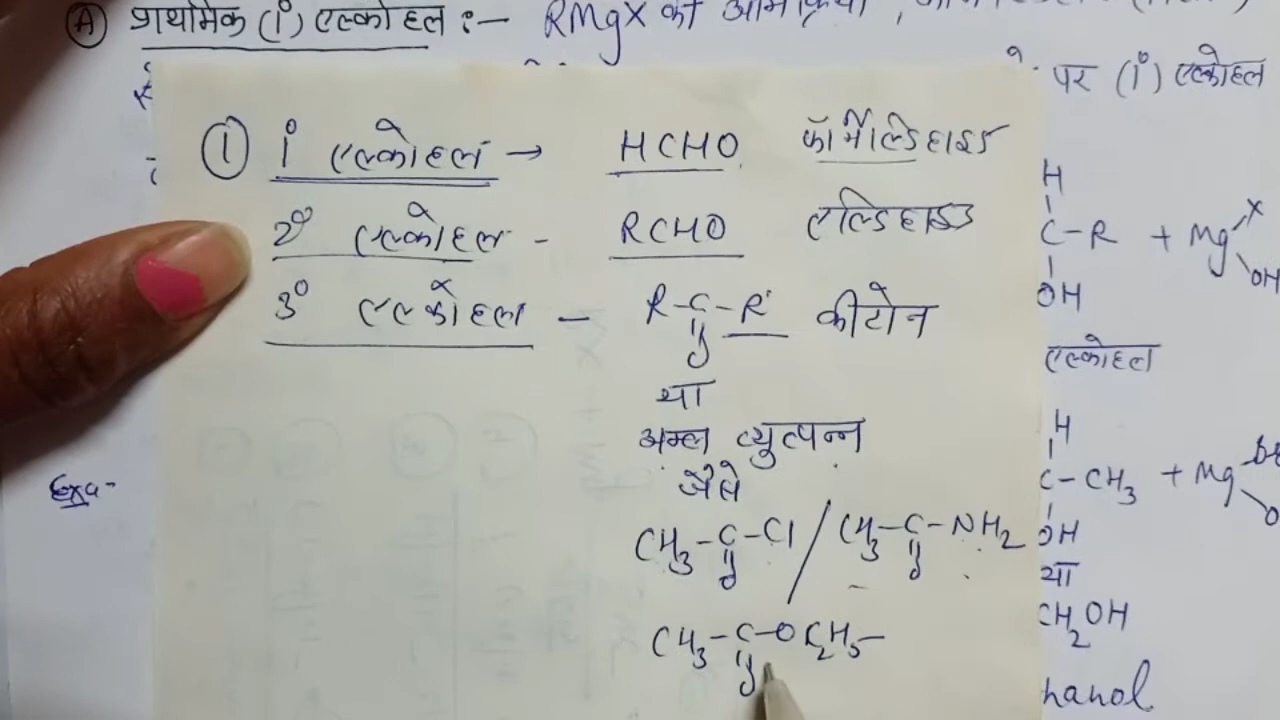 Ⓐ प्राथमिक (1°) एल्कोहल :- RMgX की
पर (1°) एल्कोहल
① 1° एल्कोहल → HCHO फॉर्मेल्डिहाइड
2° एल्कोहल - RCHO एल्डिहाइड
3° एल्कोहल - R-C-R' कीटोन
||
O
या
अम्ल व्युत्पन्न
जैसे
CH3-C-Cl / CH3-C-NH2
|| ||
O O
CH3-C-OC2H5-
||
O
H
C-R + Mg X
OH OH
एल्कोहल
Exa-
H
C-CH3 + Mg
OH
या
CH2OH
hanol